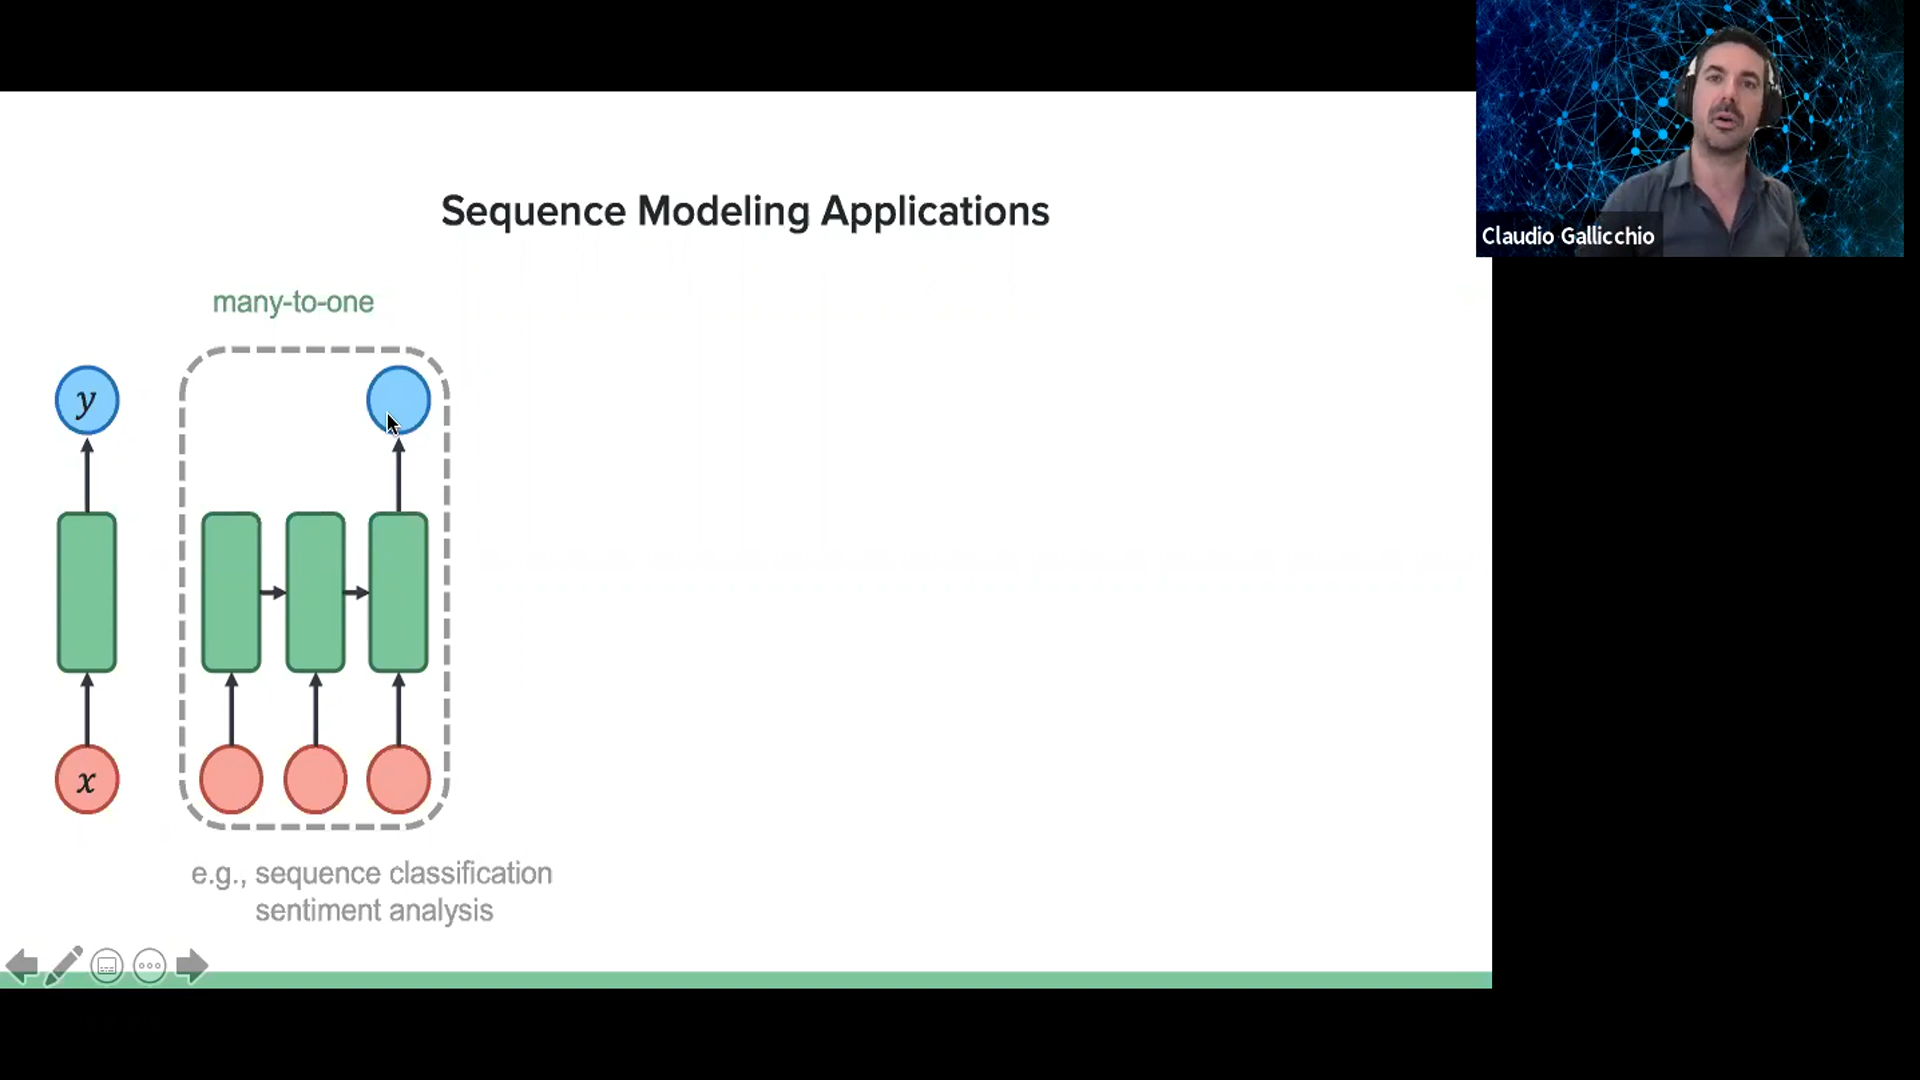 Claudio Gallicchio
Sequence Modeling Applications
many-to-one
y
x
e.g., sequence classification
sentiment analysis